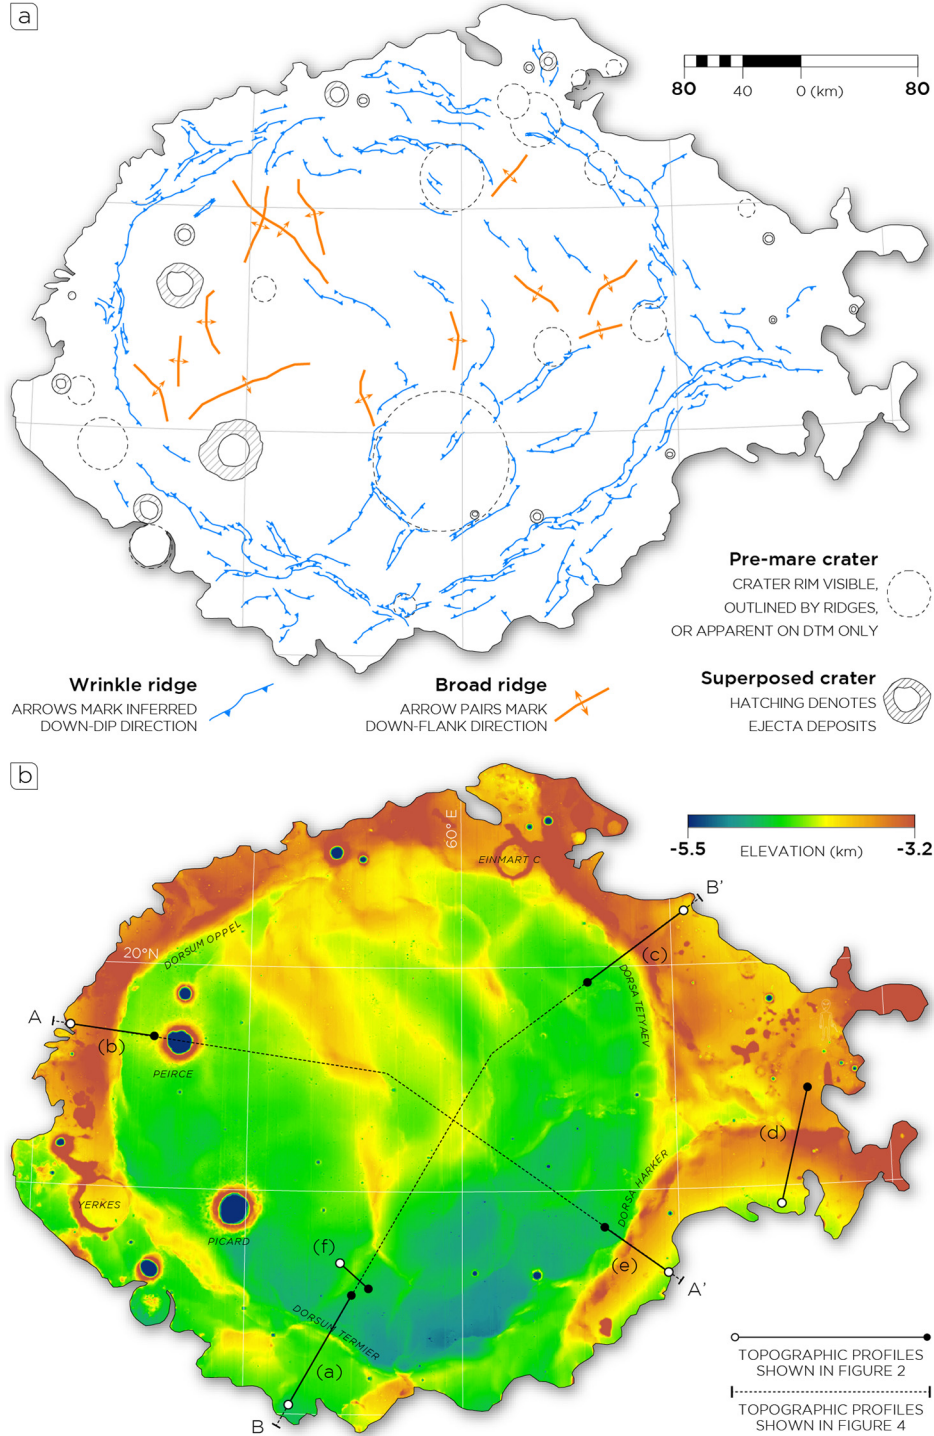 a
80 40 0 (km) 80
Pre-mare crater
CRATER RIM VISIBLE,
OUTLINED BY RIDGES,
OR APPARENT ON DTM ONLY
Wrinkle ridge
ARROWS MARK INFERRED
DOWN-DIP DIRECTION
Broad ridge
ARROW PAIRS MARK
DOWN-FLANK DIRECTION
Superposed crater
HATCHING DENOTES
EJECTA DEPOSITS
b
60° E
-5.5 ELEVATION (km) -3.2
EINMART C
B'
DORSUM OPPEL
20°N
(c)
DORSA TETYAEV
A
(b)
PEIRCE
(d)
DORSA HARKER
YERKES
PICARD
(f)
(e)
A'
DORSUM TERMIER
(a)
B
TOPOGRAPHIC PROFILES
SHOWN IN FIGURE 2
TOPOGRAPHIC PROFILES
SHOWN IN FIGURE 4